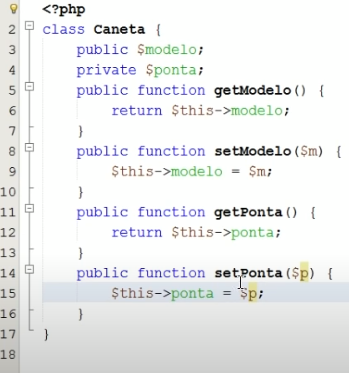 1 <?php
2 class Caneta {
3 public $modelo;
4 private $ponta;
5 public function getModelo() {
6 return $this->modelo;
7 }
8 public function setModelo($m) {
9 $this->modelo = $m;
10 }
11 public function getPonta() {
12 return $this->ponta;
13 }
14 public function setPonta($p) {
15 $this->ponta = $p;
16 }
17 }
18